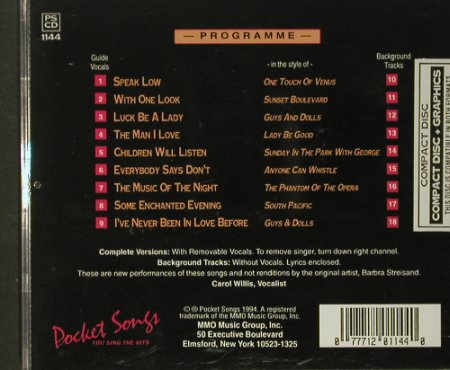 PS
CD
1144
— PROGRAMME —
Guide Vocals
- in the style of -
Background Tracks
1 SPEAK LOW ONE TOUCH OF VENUS 10
2 WITH ONE LOOK SUNSET BOULEVARD 11
3 LUCK BE A LADY GUYS AND DOLLS 12
4 THE MAN I LOVE LADY BE GOOD 13
5 CHILDREN WILL LISTEN SUNDAY IN THE PARK WITH GEORGE 14
6 EVERYBODY SAYS DON'T ANYONE CAN WHISTLE 15
7 THE MUSIC OF THE NIGHT THE PHANTOM OF THE OPERA 16
8 SOME ENCHANTED EVENING SOUTH PACIFIC 17
9 I'VE NEVER BEEN IN LOVE BEFORE GUYS & DOLLS 18
Complete Versions: With Removable Vocals. To remove singer, turn down right channel.
Background Tracks: Without Vocals. Lyrics enclosed.
These are new performances of these songs and not renditions by the original artist, Barbra Streisand.
Carol Willis, Vocalist
Pocket Songs
YOU SING THE HITS
©℗ Pocket Songs 1994. A registered
trademark of the MMO Music Group, Inc.
MMO Music Group, Inc.
50 Executive Boulevard
Elmsford, New York 10523-1325
0 77712 01144 0
COMPACT DISC
COMPACT DISC + GRAPHICS
THIS DISC IS COMPATIBLE IN BOTH FORMATS